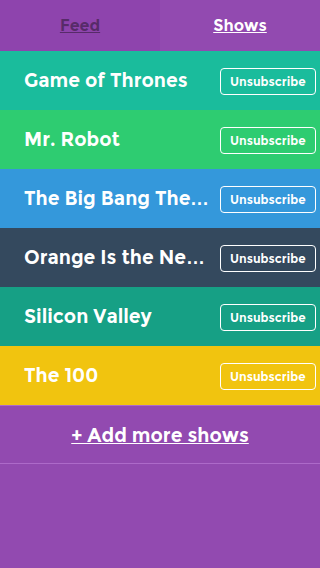 Feed Shows
Game of Thrones Unsubscribe
Mr. Robot Unsubscribe
The Big Bang The... Unsubscribe
Orange Is the Ne... Unsubscribe
Silicon Valley Unsubscribe
The 100 Unsubscribe
+ Add more shows